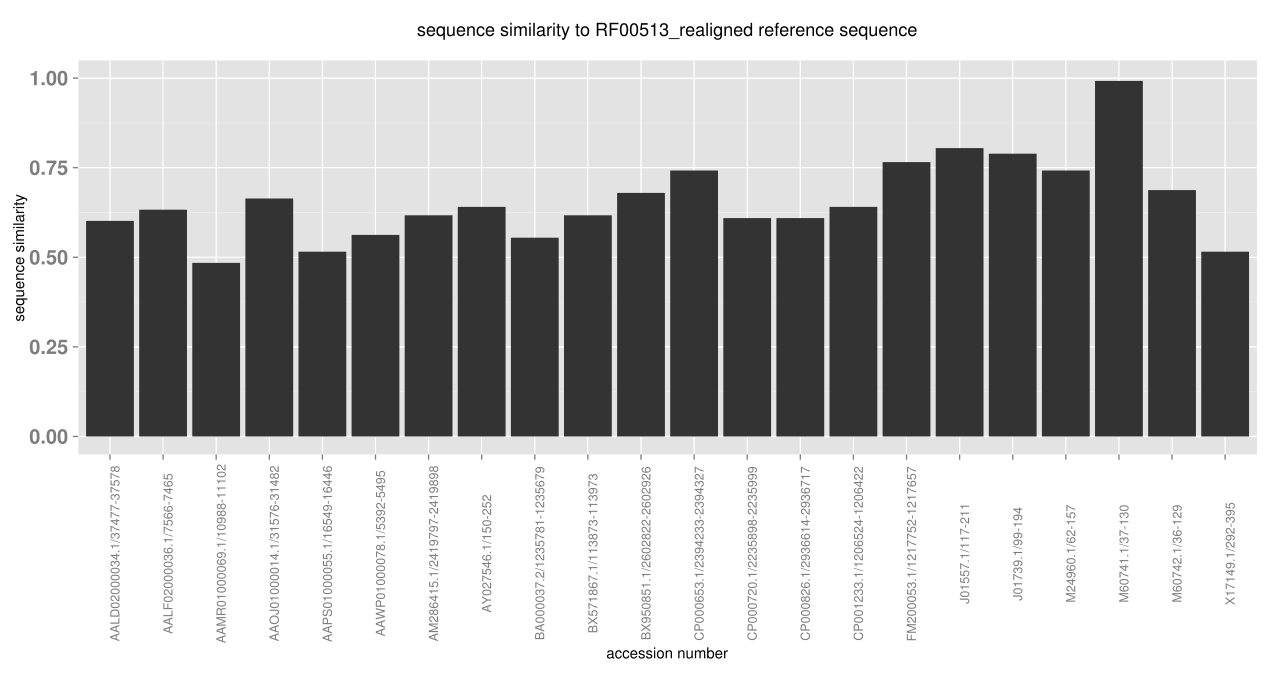 sequence similarity to RF00513_realigned reference sequence
sequence similarity
1.00
0.75
0.50
0.25
0.00
AALD02000034.1/37477-37578
AALF02000036.1/7566-7465
AAMR01000069.1/10988-11102
AAOJ01000014.1/31576-31482
AAPS01000055.1/16549-16446
AAWP01000078.1/5392-5495
AM286415.1/2419797-2419898
AY027546.1/150-252
BA000037.2/1235781-1235679
BX571867.1/113873-113973
BX950851.1/2602822-2602926
CP000653.1/2394233-2394327
CP000720.1/2235898-2235999
CP000826.1/2936614-2936717
CP001233.1/1206524-1206422
FM200053.1/1217752-1217657
J01557.1/117-211
J01739.1/99-194
M24960.1/62-157
M60741.1/37-130
M60742.1/36-129
X17149.1/292-395
accession number